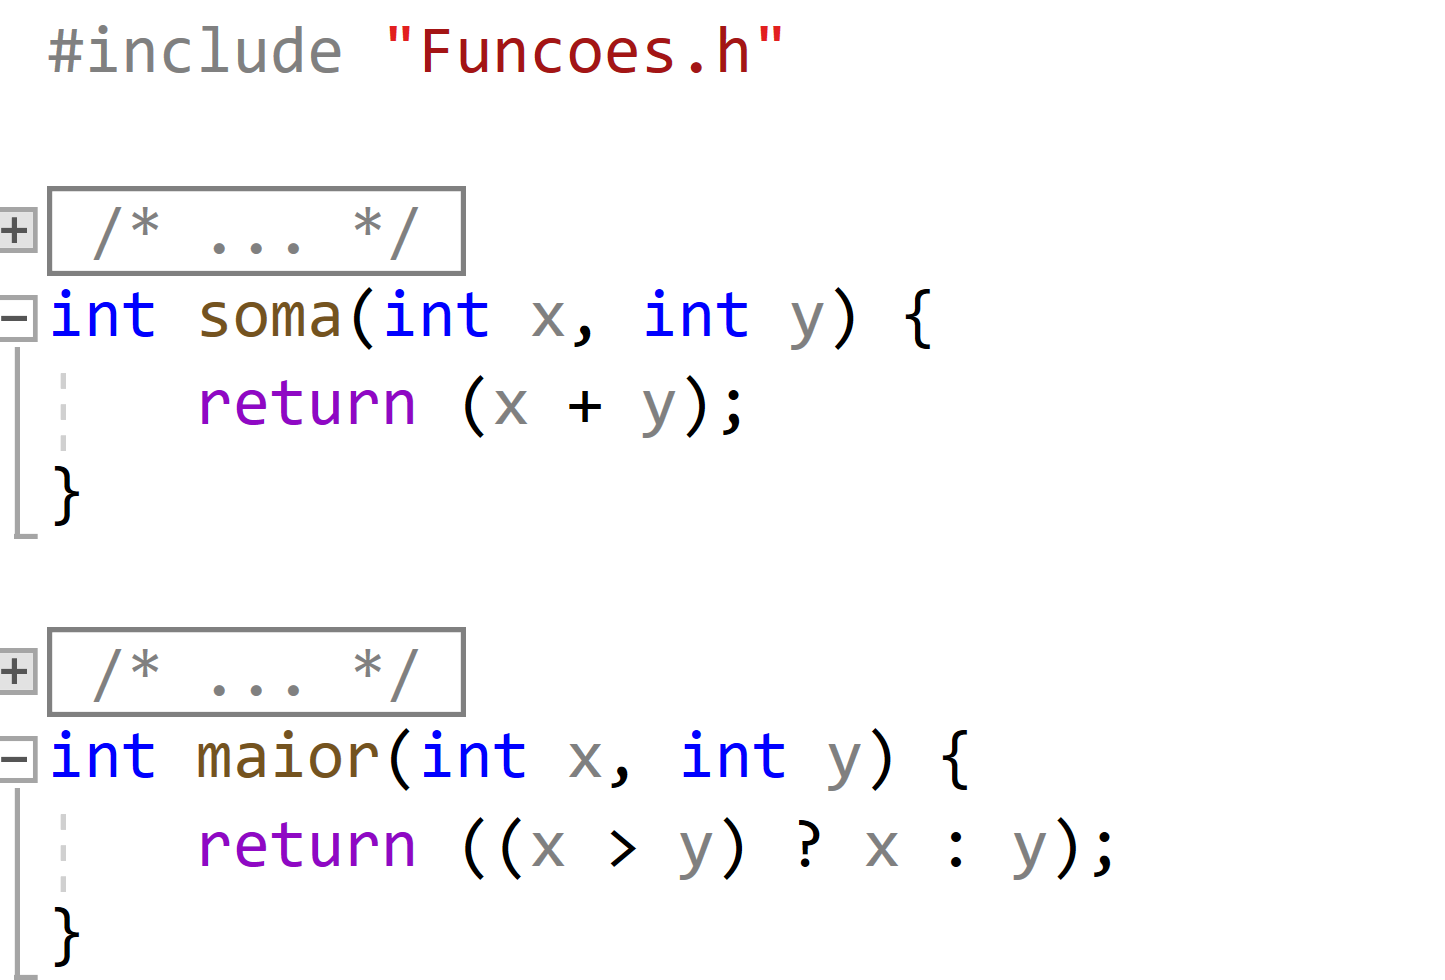 #include "Funcoes.h"
/* ... */
int soma(int x, int y) {
return (x + y);
}
/* ... */
int maior(int x, int y) {
return ((x > y) ? x : y);
}